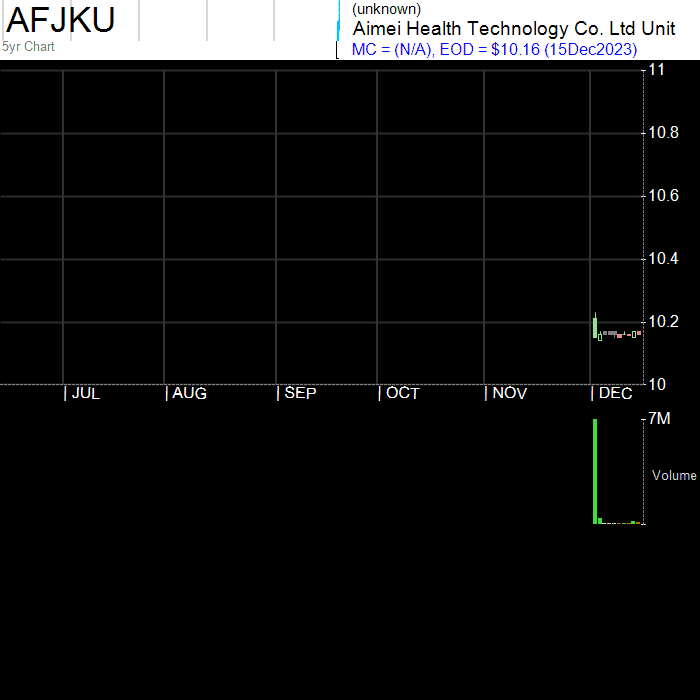 AFJKU
5yr Chart
(unknown)
Aimei Health Technology Co. Ltd Unit
MC = (N/A), EOD = $10.16 (15Dec2023)
11
10.8
10.6
10.4
10.2
10
| JUL | AUG | SEP | OCT | NOV | DEC
7M
Volume